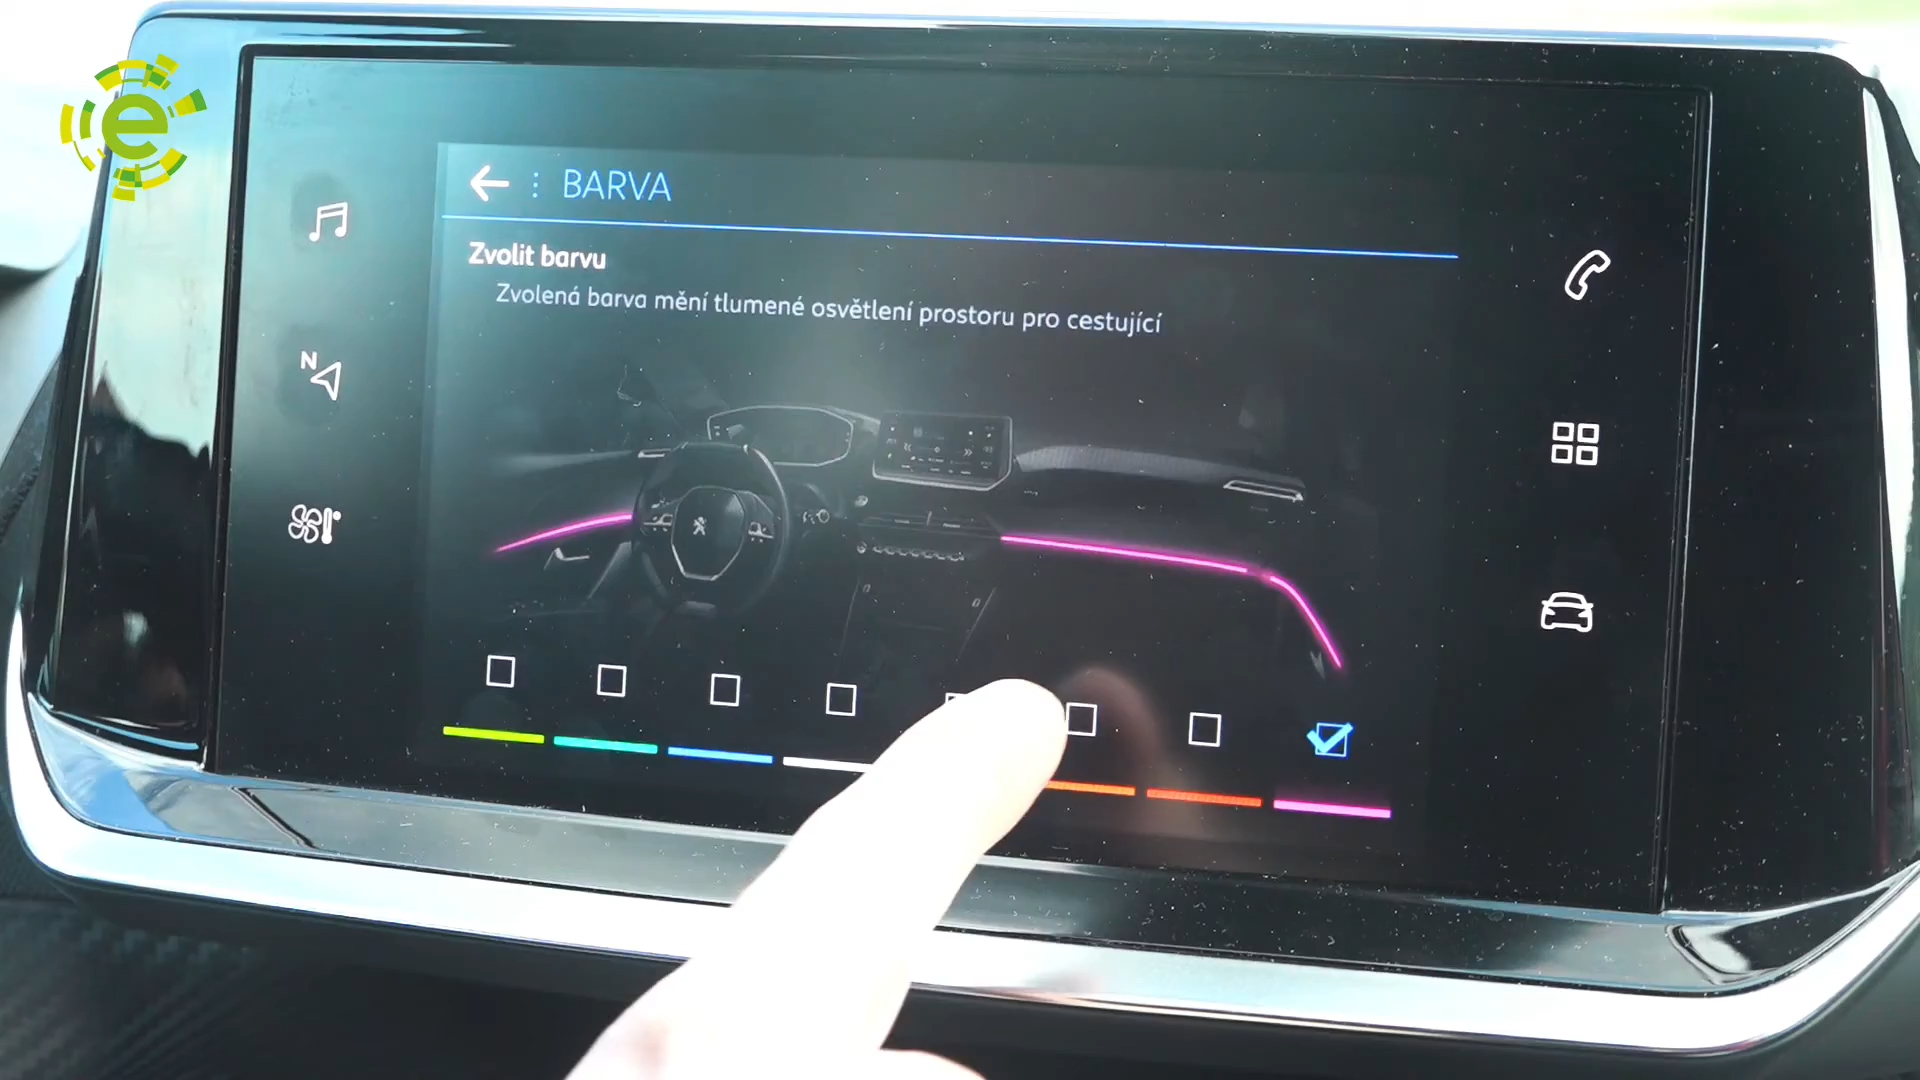 e
BARVA
Zvolit barvu
Zvolená barva mění tlumené osvětlení prostoru pro cestující
N